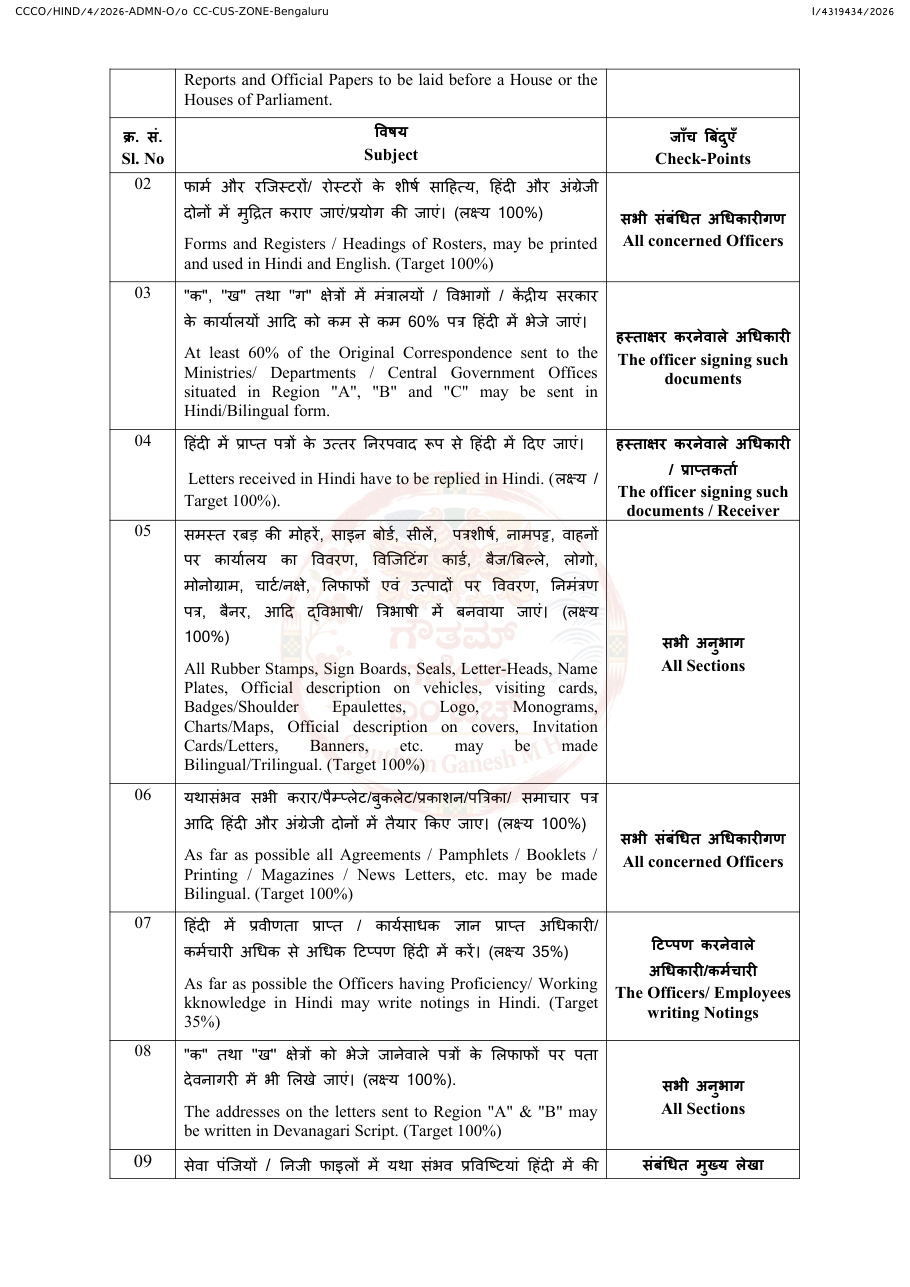 CCCO/HIND/4/2026-ADMN-O/o CC-CUS-ZONE-Bengaluru
I/4319434/2026
Reports and Official Papers to be laid before a House or the
Houses of Parliament.
क्र. सं.
Sl. No
विषय
Subject
जाँच बिंदुएँ
Check-Points
02
फार्म और रजिस्टरों/ रोस्टरों के शीर्ष साहित्य, हिंदी और अंग्रेजी
दोनों में मुद्रित कराए जाएं/प्रयोग की जाएं। (लक्ष्य 100%)
Forms and Registers / Headings of Rosters, may be printed
and used in Hindi and English. (Target 100%)
सभी संबंधित अधिकारीगण
All concerned Officers
03
"क", "ख" तथा "ग" क्षेत्रों में मंत्रालयों / विभागों / केंद्रीय सरकार
के कार्यालयों आदि को कम से कम 60% पत्र हिंदी में भेजे जाएं।
At least 60% of the Original Correspondence sent to the
Ministries/ Departments / Central Government Offices
situated in Region "A", "B" and "C" may be sent in
Hindi/Bilingual form.
हस्ताक्षर करनेवाले अधिकारी
The officer signing such
documents
04
हिंदी में प्राप्त पत्रों के उत्तर निरपवाद रूप से हिंदी में दिए जाएं।
Letters received in Hindi have to be replied in Hindi. (लक्ष्य /
Target 100%).
हस्ताक्षर करनेवाले अधिकारी
/ प्राप्तकर्ता
The officer signing such
documents / Receiver
05
समस्त रबड़ की मोहरें, साइन बोर्ड, सीलें, पत्रशीर्ष, नामपट्ट, वाहनों
पर कार्यालय का विवरण, विजिटिंग कार्ड, बैज/बिल्ले, लोगो,
मोनोग्राम, चार्ट/नक्षे, लिफाफों एवं उत्पादों पर विवरण, निमंत्रण
पत्र, बैनर, आदि द्विभाषी/ त्रिभाषी में बनवाया जाएं। (लक्ष्य
100%)
All Rubber Stamps, Sign Boards, Seals, Letter-Heads, Name
Plates, Official description on vehicles, visiting cards,
Badges/Shoulder Epaulettes, Logo, Monograms,
Charts/Maps, Official description on covers, Invitation
Cards/Letters, Banners, etc. may be made
Bilingual/Trilingual. (Target 100%)
सभी अनुभाग
All Sections
ಗೌತಮ್
ಗಣೇಶ್
ಎಂ ಹೆಚ್
Gautham Ganesh M H
06
यथासंभव सभी करार/पैम्प्लेट/बुकलेट/प्रकाशन/पत्रिका/ समाचार पत्र
आदि हिंदी और अंग्रेजी दोनों में तैयार किए जाए। (लक्ष्य 100%)
As far as possible all Agreements / Pamphlets / Booklets /
Printing / Magazines / News Letters, etc. may be made
Bilingual. (Target 100%)
सभी संबंधित अधिकारीगण
All concerned Officers
07
हिंदी में प्रवीणता प्राप्त / कार्यसाधक ज्ञान प्राप्त अधिकारी/
कर्मचारी अधिक से अधिक टिप्पण हिंदी में करें। (लक्ष्य 35%)
As far as possible the Officers having Proficiency/ Working
kknowledge in Hindi may write notings in Hindi. (Target
35%)
टिप्पण करनेवाले
अधिकारी/कर्मचारी
The Officers/ Employees
writing Notings
08
"क" तथा "ख" क्षेत्रों को भेजे जानेवाले पत्रों के लिफाफों पर पता
देवनागरी में भी लिखे जाएं। (लक्ष्य 100%).
The addresses on the letters sent to Region "A" & "B" may
be written in Devanagari Script. (Target 100%)
सभी अनुभाग
All Sections
09
सेवा पंजियों / निजी फाइलों में यथा संभव प्रविष्टियां हिंदी में की
संबंधित मुख्य लेखा